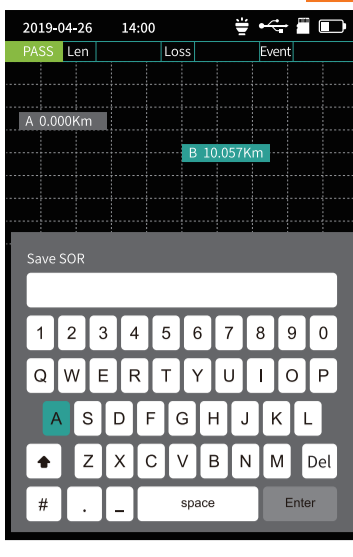 2019-04-26 14:00
PASS Len Loss Event
A 0.000Km
B 10.057Km
Save SOR
1 2 3 4 5 6 7 8 9 0
Q W E R T Y U I O P
A S D F G H J K L
Z X C V B N M Del
# . _ space Enter